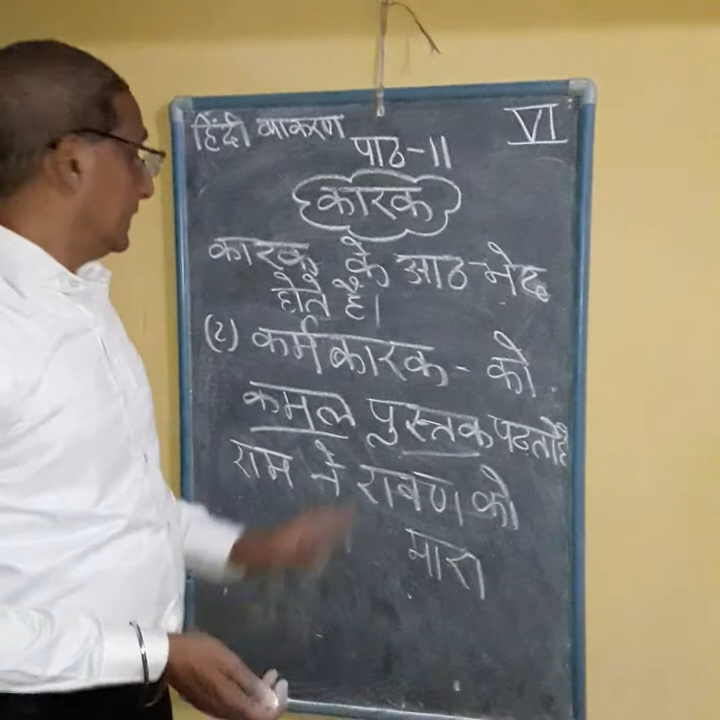 हिंदी व्याकरण
VI
पाठ-11
कारक
कारक के आठ भेद
होते है।
(2) कर्म कारक - को
कमल पुस्तक पढ़ता है
राम ने रावण को
मारा